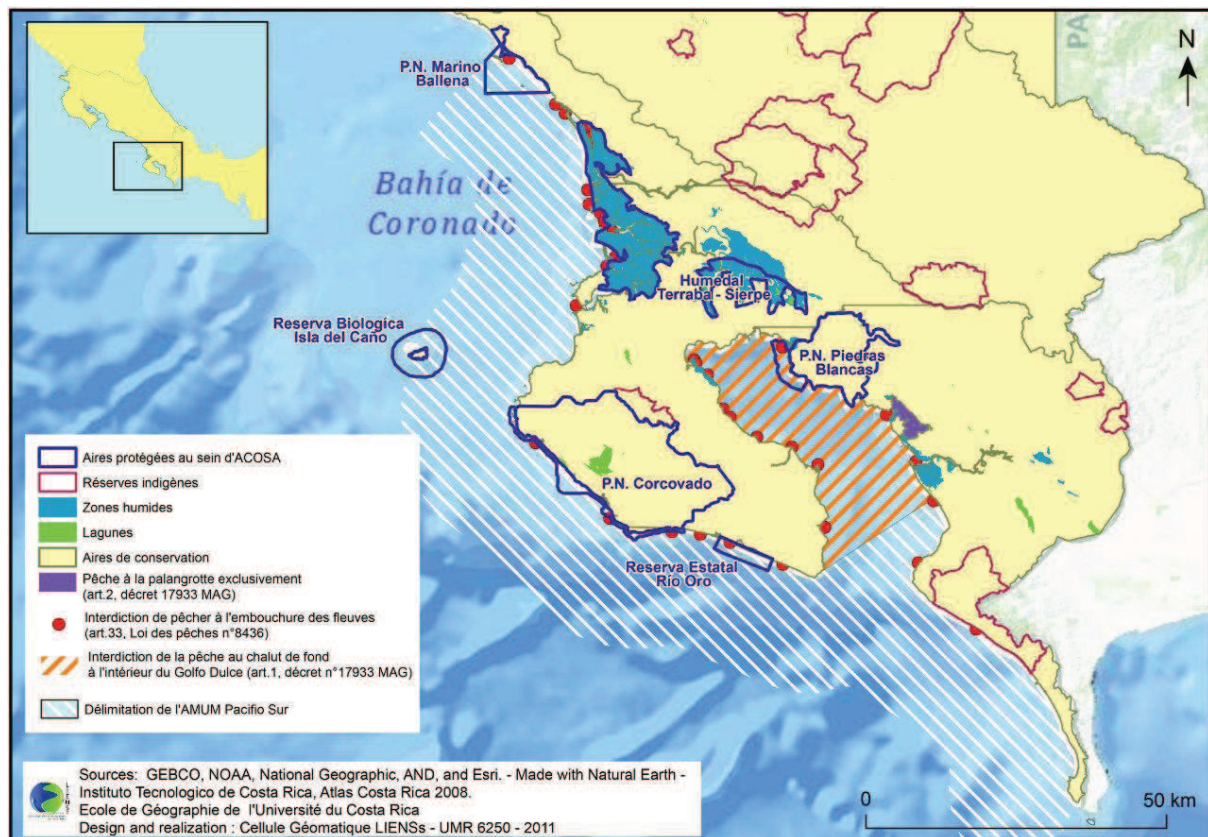 PA
N
P.N. Marino
Ballena
Bahía de
Coronado
Humedal
Terraba - Sierpe
Reserva Biologica
Isla del Caño
P.N. Piedras
Blancas
P.N. Corcovado
Reserva Estatal
Río Oro
Aires protégées au sein d'ACOSA
Réserves indigènes
Zones humides
Lagunes
Aires de conservation
Pêche à la palangrotte exclusivement
(art.2, décret 17933 MAG)
Interdiction de pêcher à l'embouchure des fleuves
(art.33, Loi des pêches n°8436)
Interdiction de la pêche au chalut de fond
à l'intérieur du Golfo Dulce (art.1, décret n°17933 MAG)
Délimitation de l'AMUM Pacifio Sur
Sources: GEBCO, NOAA, National Geographic, AND, and Esri. - Made with Natural Earth -
Instituto Tecnologico de Costa Rica, Atlas Costa Rica 2008.
Ecole de Géographie de l'Université du Costa Rica
Design and realization : Cellule Géomatique LIENSs - UMR 6250 - 2011
0 50 km